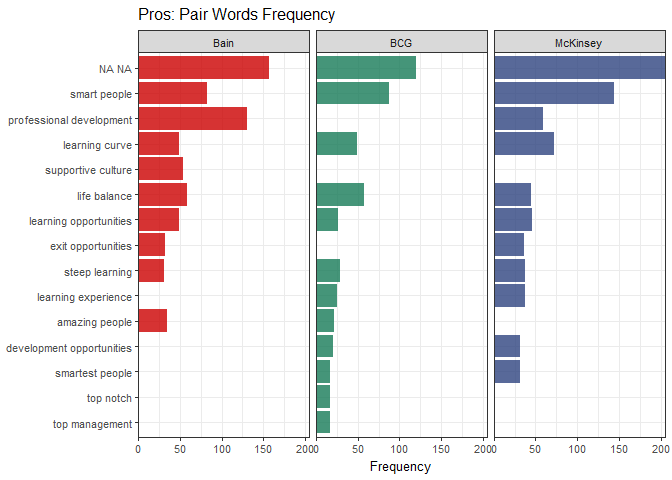 Pros: Pair Words Frequency
Bain
BCG
McKinsey
NA NA
smart people
professional development
learning curve
supportive culture
life balance
learning opportunities
exit opportunities
steep learning
learning experience
amazing people
development opportunities
smartest people
top notch
top management
0 50 100 150 200 0 50 100 150 200 0 50 100 150 200
Frequency